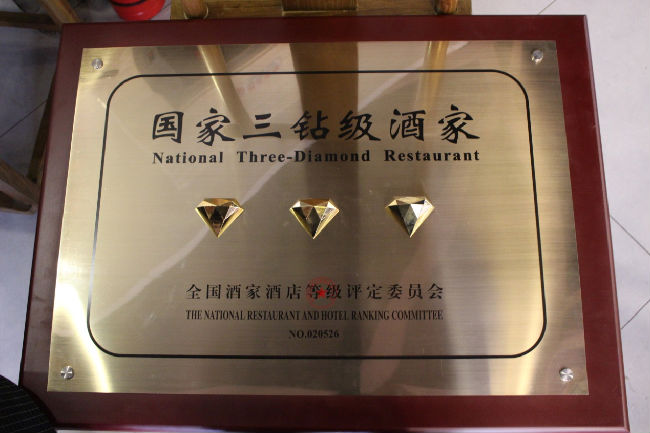 国家三钻级酒家
National Three-Diamond Restaurant
全国酒家酒店等级评定委员会
THE NATIONAL RESTAURANT AND HOTEL RANKING COMMITTEE
NO.020526